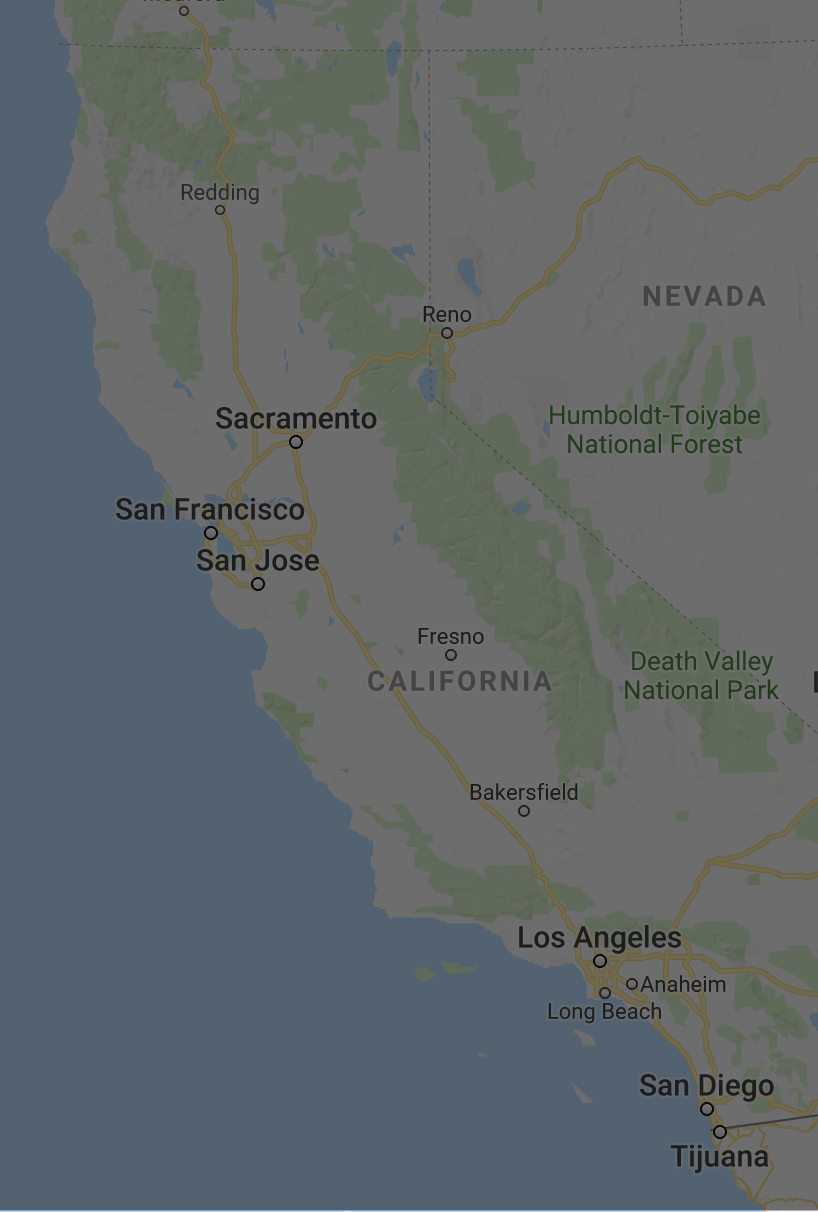 Medford
Redding
Reno
NEVADA
Sacramento
Humboldt-Toiyabe
National Forest
San Francisco
San Jose
Fresno
CALIFORNIA
Death Valley
National Park
Bakersfield
Los Angeles
Anaheim
Long Beach
San Diego
Tijuana